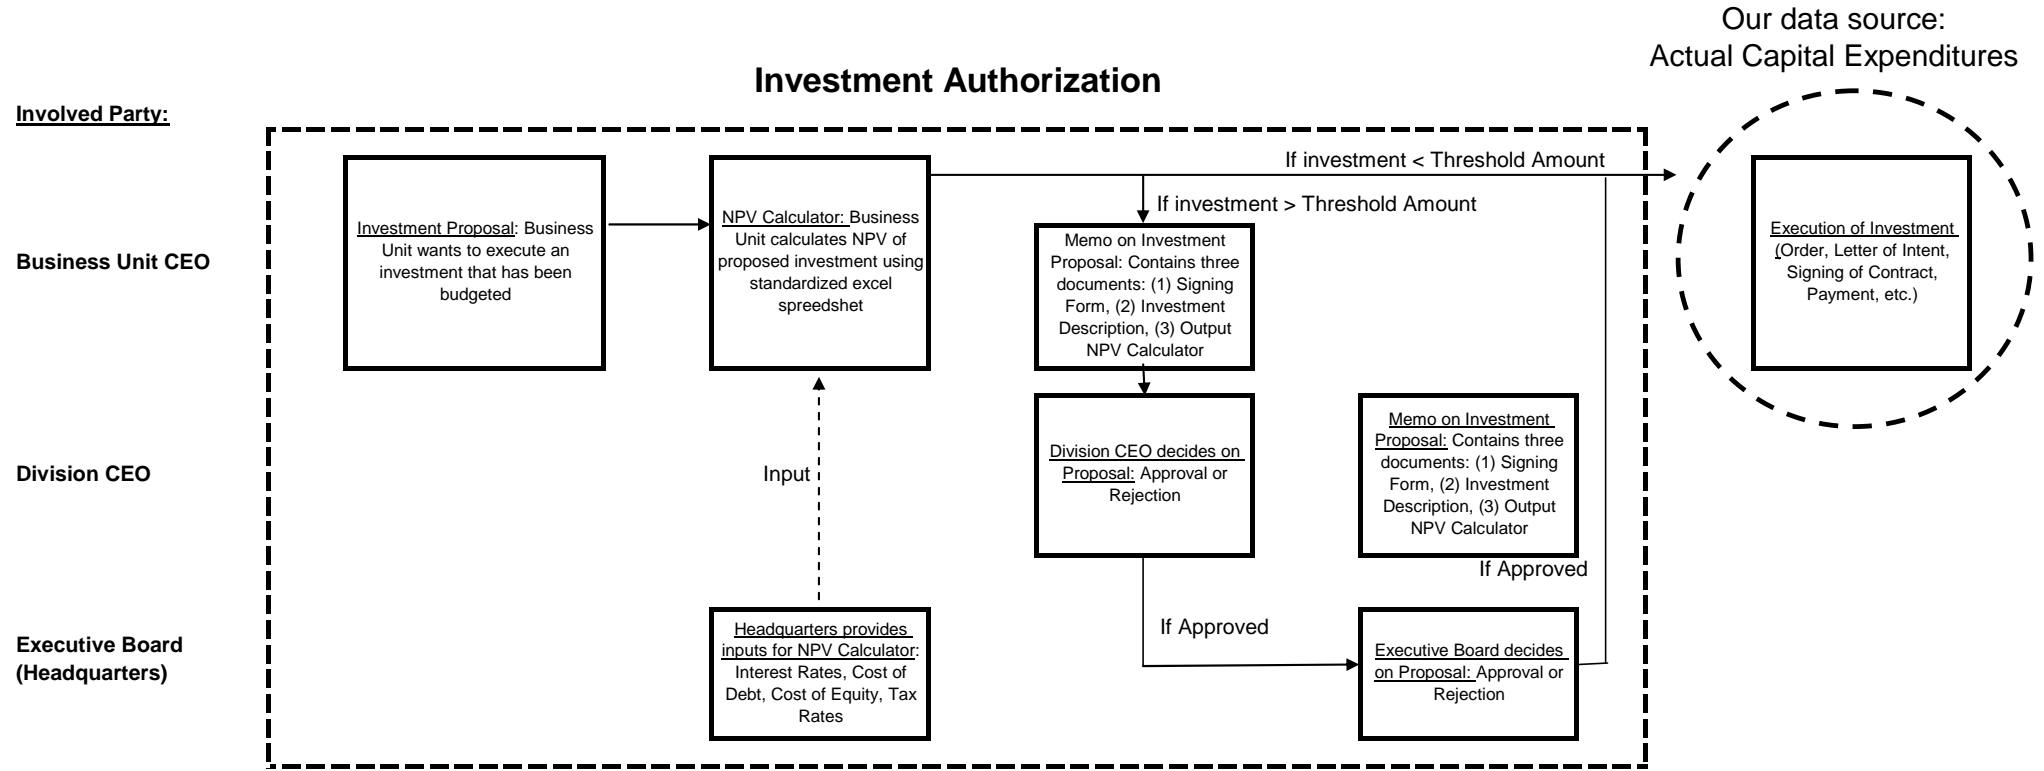 Our data source:
Actual Capital Expenditures
Investment Authorization
Involved Party:
If investment < Threshold Amount
If investment > Threshold Amount
Business Unit CEO
Investment Proposal: Business
Unit wants to execute an
investment that has been
budgeted
NPV Calculator: Business
Unit calculates NPV of
proposed investment using
standardized excel
spreedshet
Memo on Investment
Proposal: Contains three
documents: (1) Signing
Form, (2) Investment
Description, (3) Output
NPV Calculator
Execution of Investment
(Order, Letter of Intent,
Signing of Contract,
Payment, etc.)
Division CEO
Input
Division CEO decides on
Proposal: Approval or
Rejection
Memo on Investment
Proposal: Contains three
documents: (1) Signing
Form, (2) Investment
Description, (3) Output
NPV Calculator
If Approved
Executive Board
(Headquarters)
Headquarters provides
inputs for NPV Calculator:
Interest Rates, Cost of
Debt, Cost of Equity, Tax
Rates
If Approved
Executive Board decides
on Proposal: Approval or
Rejection